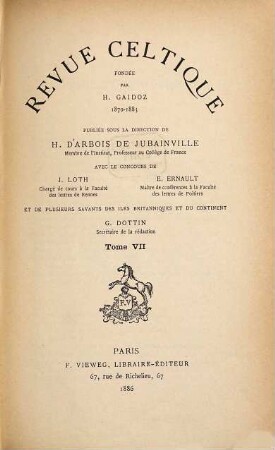 REVUE CELTIQUE
FONDÉE
PAR
H. GAIDOZ
1870-1884
PUBLIÉE SOUS LA DIRECTION DE
H. D'ARBOIS DE JUBAINVILLE
Membre de l'Institut, Professeur au Collège de France
AVEC LE CONCOURS DE
J. LOTH
Chargé de cours à la Faculté
des lettres de Rennes
E. ERNAULT
Maître de conférences à la Faculté
des lettres de Poitiers
ET DE PLUSIEURS SAVANTS DES ILES BRITANNIQUES ET DU CONTINENT
G. DOTTIN
Secrétaire de la rédaction
Tome VII
F.V
PARIS
F. VIEWEG, LIBRAIRE-ÉDITEUR
67, rue de Richelieu, 67
1886